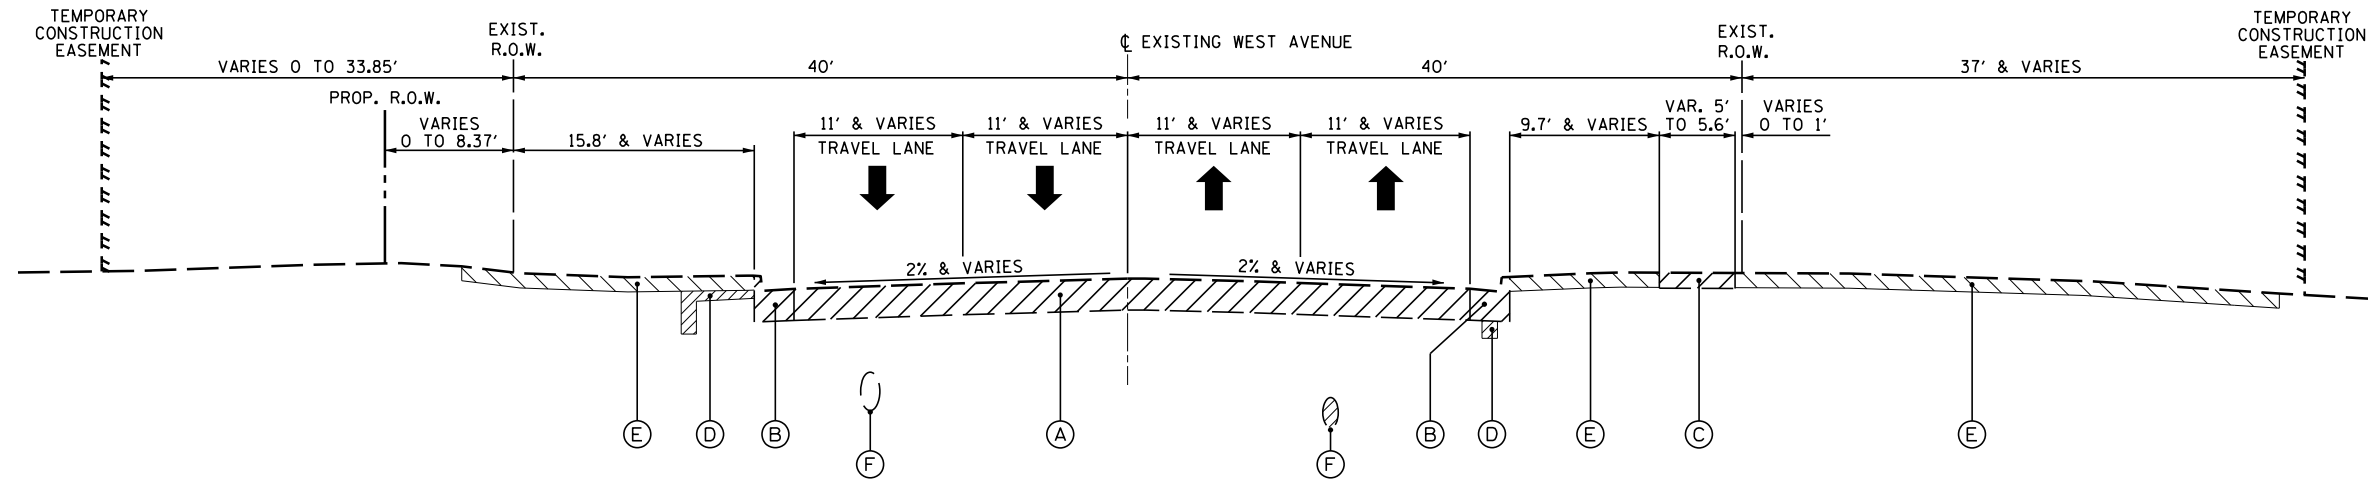 TEMPORARY
CONSTRUCTION
EASEMENT
EXIST.
R.O.W.
℄ EXISTING WEST AVENUE
EXIST.
R.O.W.
TEMPORARY
CONSTRUCTION
EASEMENT
VARIES 0 TO 33.85'
40'
40'
37' & VARIES
PROP. R.O.W.
VARIES
0 TO 8.37'
15.8' & VARIES
11' & VARIES
TRAVEL LANE
11' & VARIES
TRAVEL LANE
11' & VARIES
TRAVEL LANE
11' & VARIES
TRAVEL LANE
9.7' & VARIES
VAR. 5'
TO 5.6'
VARIES
0 TO 1'
2% & VARIES
2% & VARIES
E
D
B
F
A
F
B
D
E
C
E